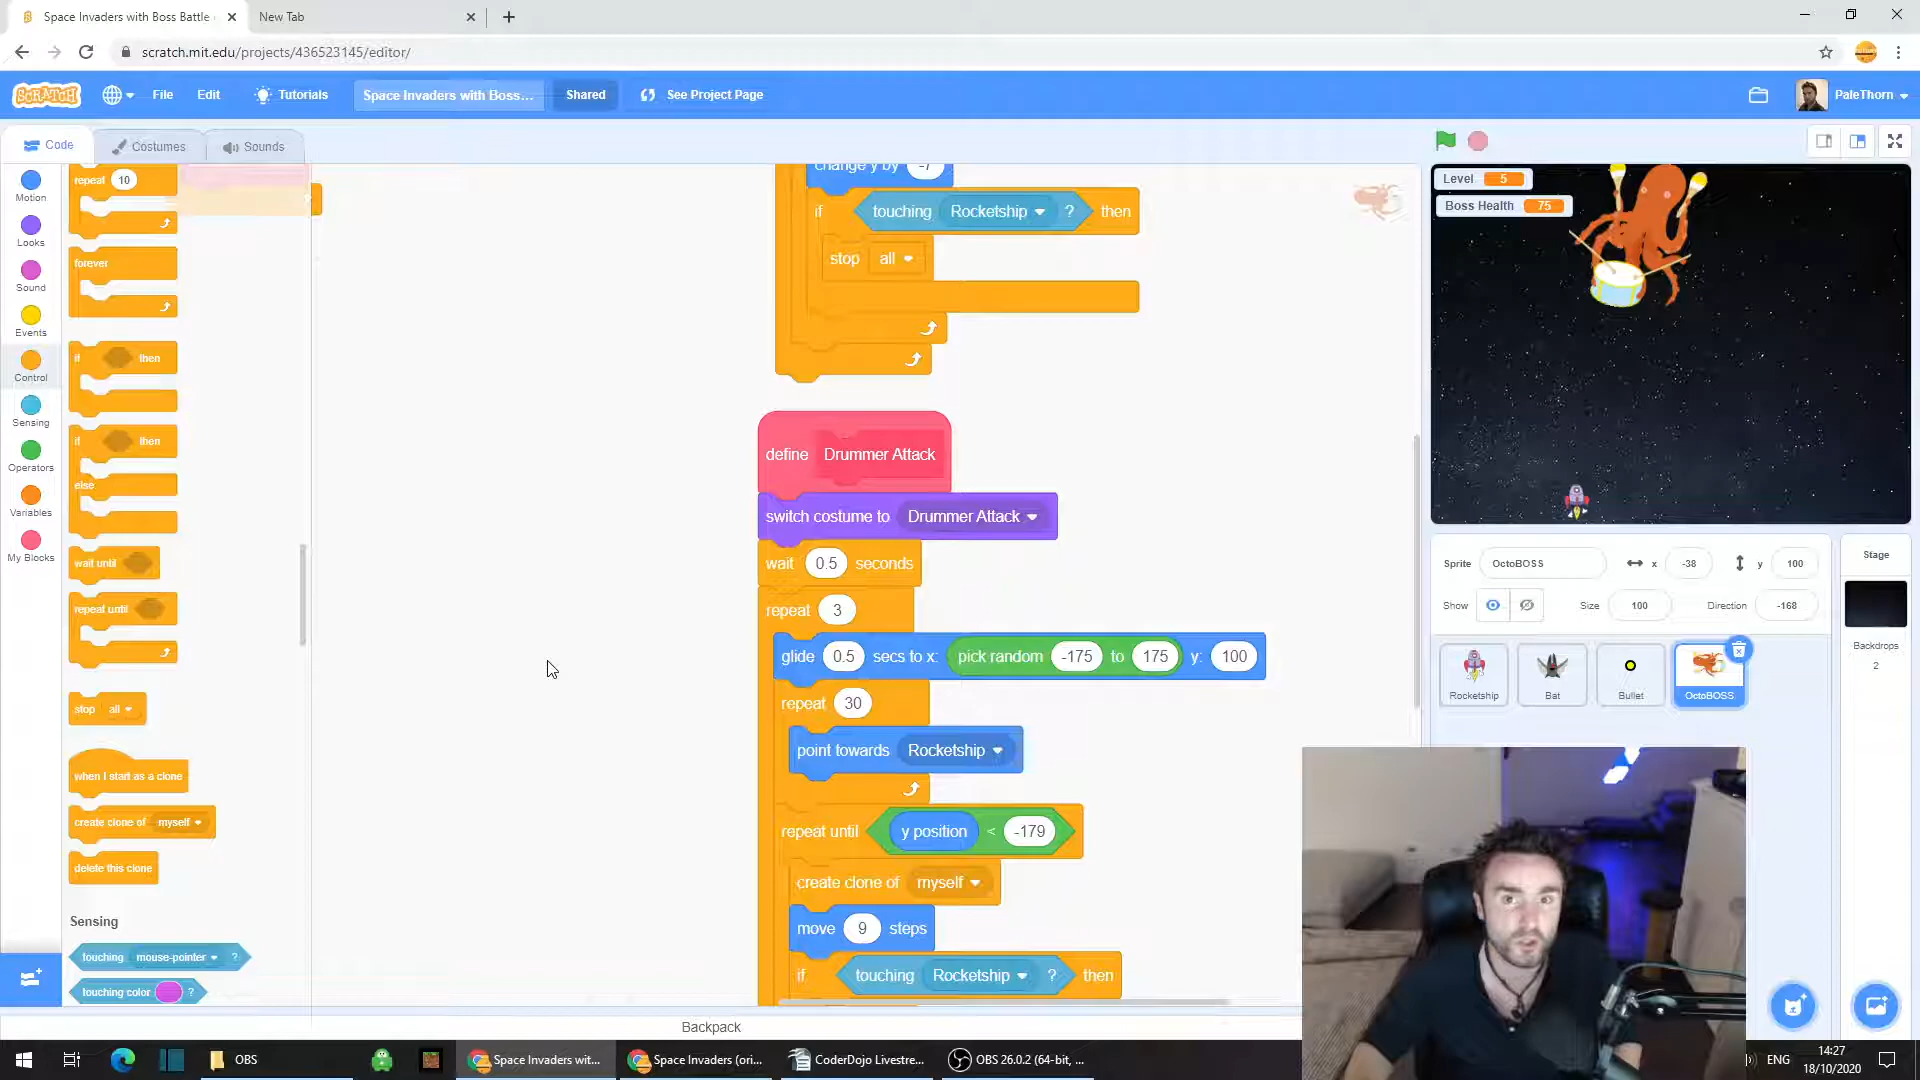 Space Invaders with Boss Battle
New Tab
scratch.mit.edu/projects/436523145/editor/
SCRATCH
File
Edit
Tutorials
Space Invaders with Boss...
Shared
See Project Page
PaleThorn
Code
Costumes
Sounds
Motion
Looks
Sound
Events
Control
Sensing
Operators
Variables
My Blocks
repeat 10
forever
if then
if then
else
wait until
repeat until
stop all
when I start as a clone
create clone of myself
delete this clone
Sensing
touching mouse-pointer ?
touching color ?
change y by -7
if touching Rocketship ? then
stop all
define Drummer Attack
switch costume to Drummer Attack
wait 0.5 seconds
repeat 3
glide 0.5 secs to x: pick random -175 to 175 y: 100
repeat 30
point towards Rocketship
repeat until y position < -179
create clone of myself
move 9 steps
if touching Rocketship ? then
Backpack
Level 5
Boss Health 75
Sprite OctoBOSS x -38 y 100
Show Size 100 Direction -168
Rocketship
Bat
Bullet
OctoBOSS
Stage
Backdrops
2
OBS
Space Invaders wit...
Space Invaders (ori...
CoderDojo Livestre...
OBS 26.0.2 (64-bit, ...
ENG
14:27
18/10/2020